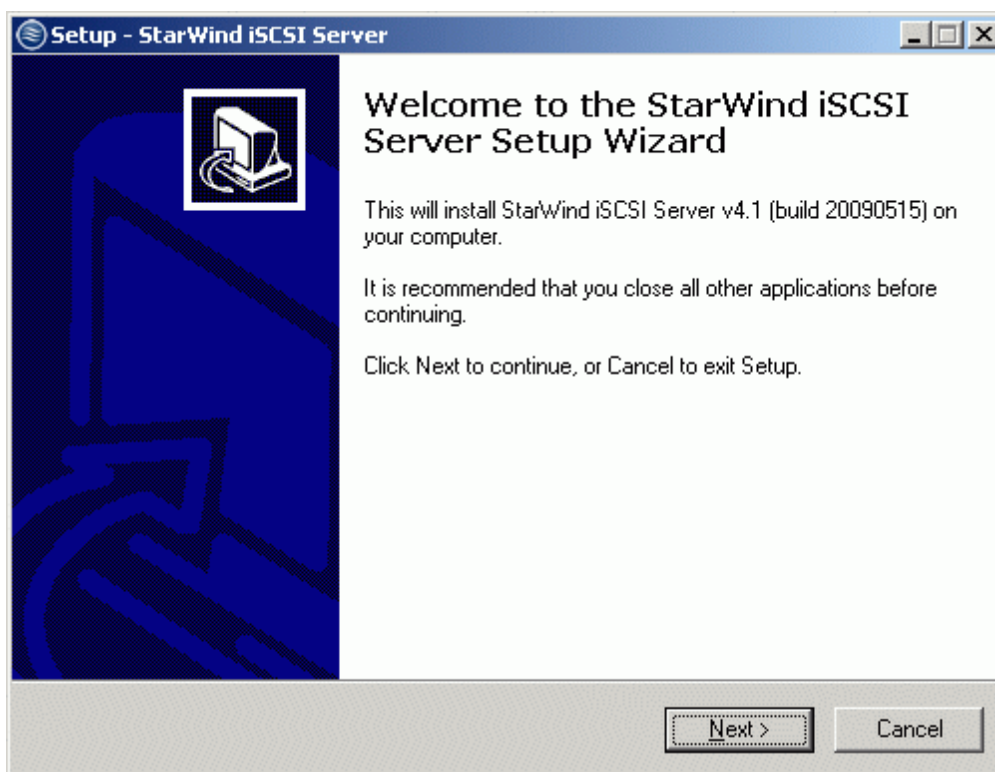 Setup - StarWind iSCSI Server
Welcome to the StarWind iSCSI
Server Setup Wizard
This will install StarWind iSCSI Server v4.1 (build 20090515) on
your computer.
It is recommended that you close all other applications before
continuing.
Click Next to continue, or Cancel to exit Setup.
Next >
Cancel